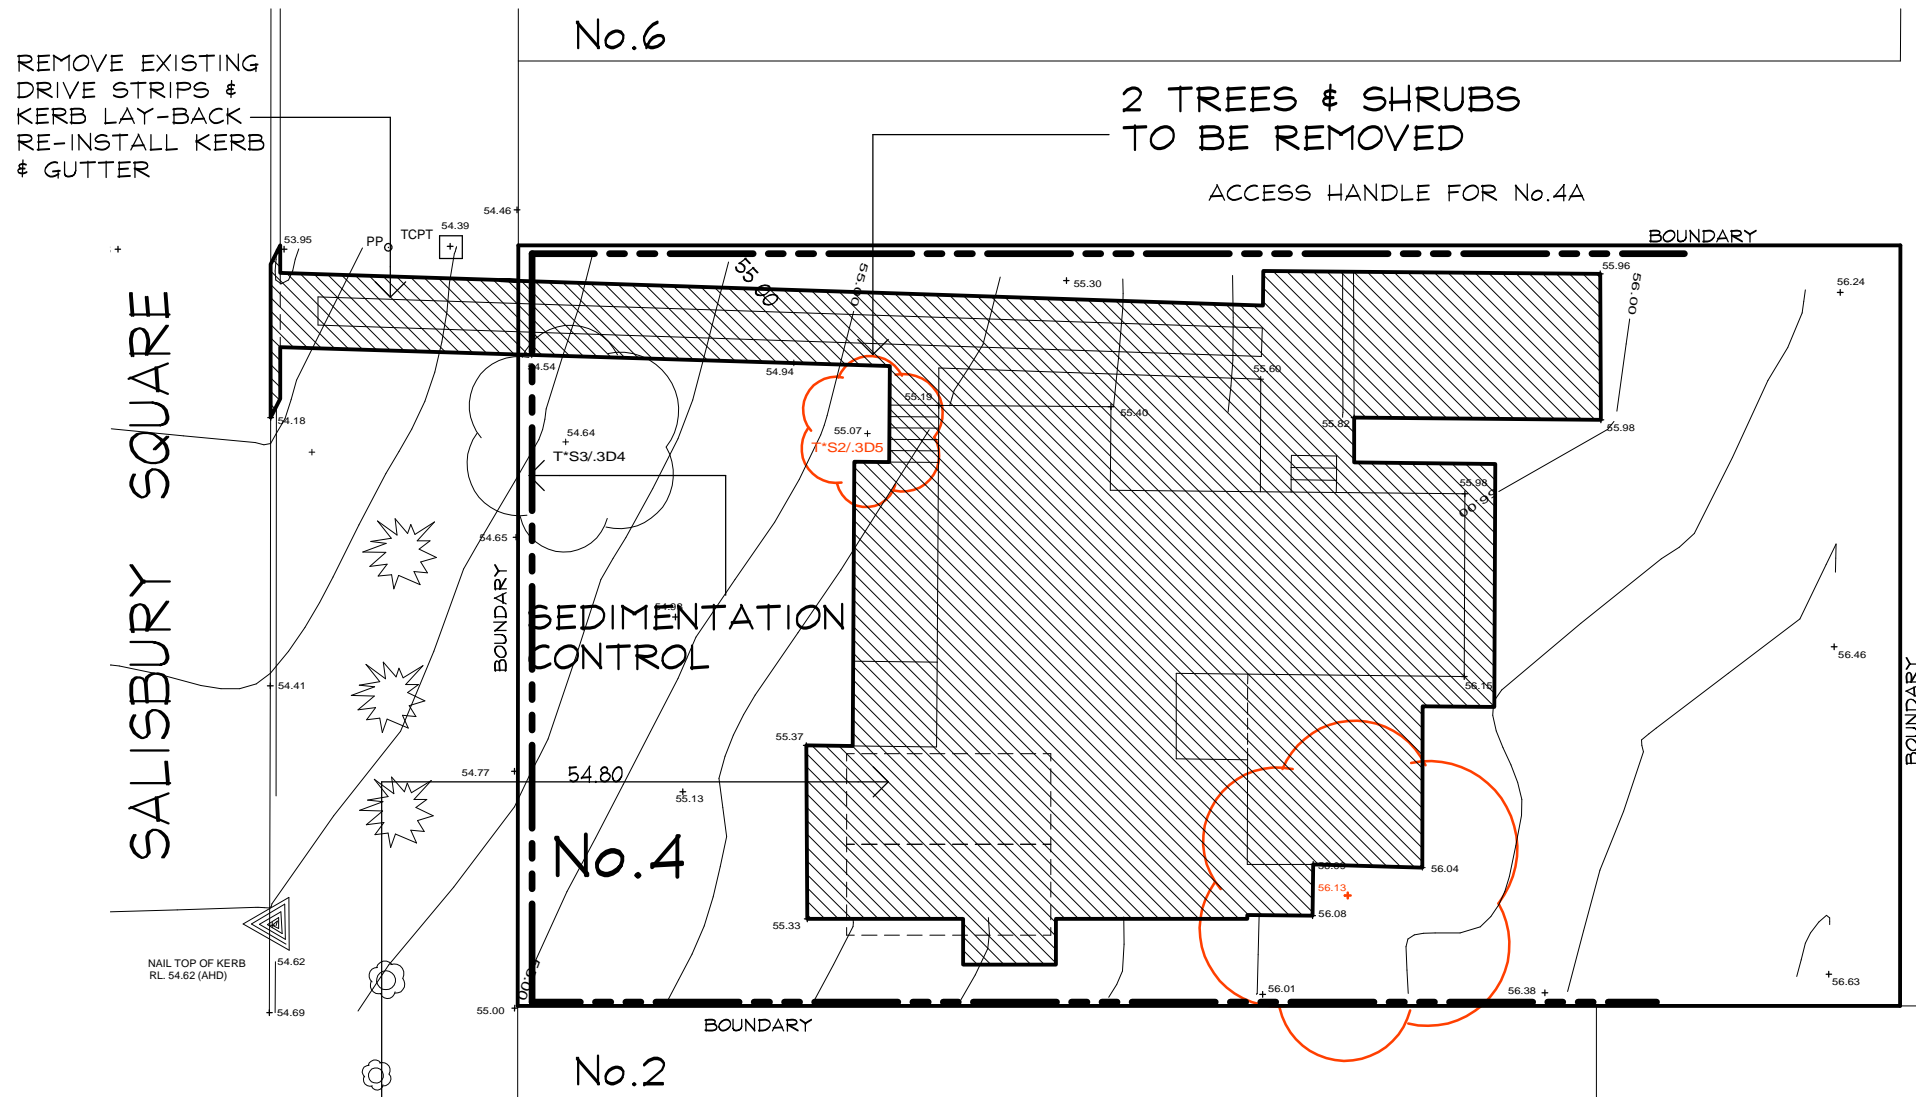 No.6
REMOVE EXISTING
DRIVE STRIPS &
KERB LAY-BACK
RE-INSTALL KERB
& GUTTER
2 TREES & SHRUBS
TO BE REMOVED
ACCESS HANDLE FOR No.4A
54.46
53.95
PP
TCPT
54.39
BOUNDARY
55.00
55.00
55.30
55.96
56.00
56.24
SALISBURY SQUARE
54.54
54.94
55.60
55.19
55.40
55.82
55.98
54.18
54.64
T*S3/.3D4
55.07
T*S2/.3D5
55.98
56.00
54.65
BOUNDARY
SEDIMENTATION
CONTROL
56.46
BOUNDARY
54.41
56.15
55.37
54.77
54.80
55.13
No.4
56.04
56.13
56.08
55.33
NAIL TOP OF KERB
RL. 54.62 (AHD)
54.62
56.01
56.38
56.63
54.69
55.00
BOUNDARY
No.2